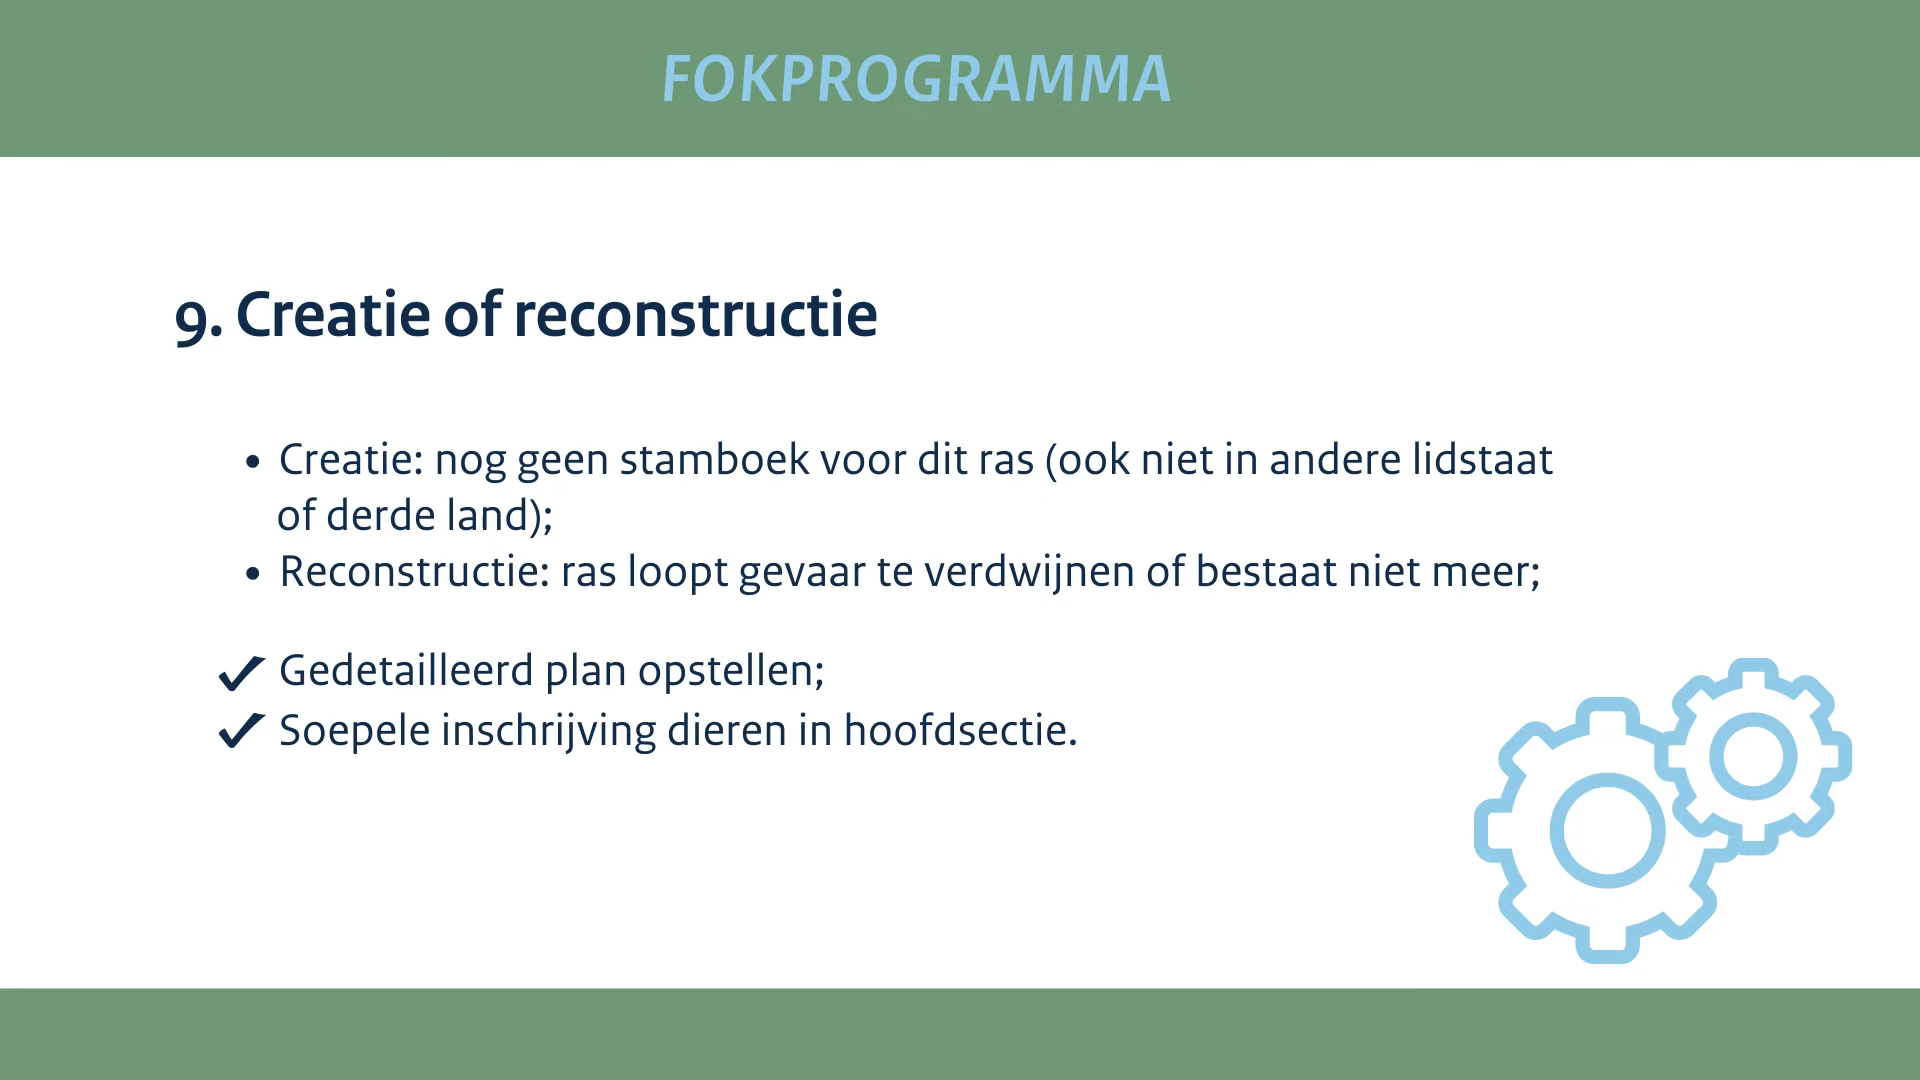 FOKPROGRAMMA
9. Creatie of reconstructie
• Creatie: nog geen stamboek voor dit ras (ook niet in andere lidstaat
of derde land);
• Reconstructie: ras loopt gevaar te verdwijnen of bestaat niet meer;
✓ Gedetailleerd plan opstellen;
✓ Soepele inschrijving dieren in hoofdsectie.